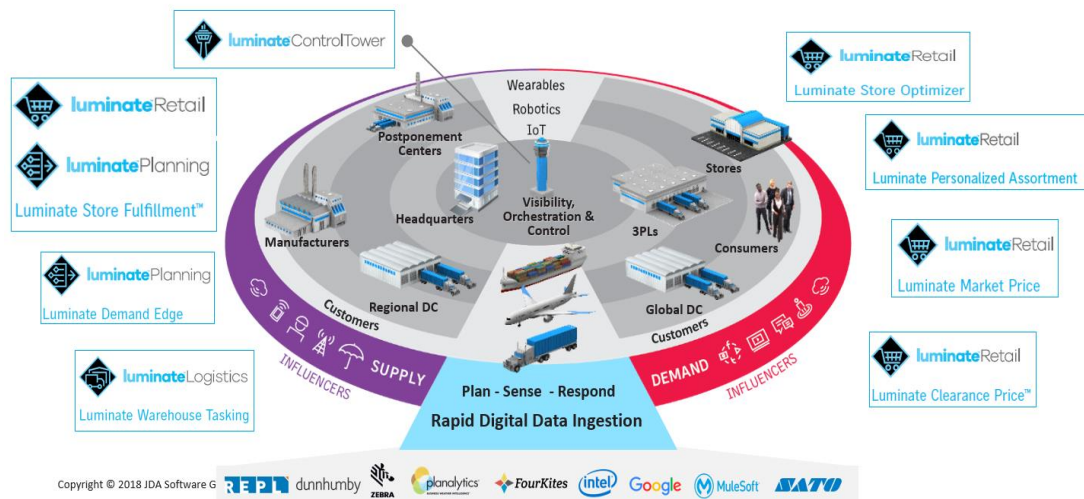 luminateControlTower
luminateRetail
luminatePlanning
Luminate Store Fulfillment™
luminatePlanning
Luminate Demand Edge
luminateLogistics
Luminate Warehouse Tasking
Wearables
Robotics
IoT
Postponement
Centers
Headquarters
Visibility,
Orchestration &
Control
Manufacturers
Regional DC
Customers
Stores
3PLs
Consumers
Global DC
Customers
INFLUENCERS
SUPPLY
DEMAND
INFLUENCERS
Plan - Sense - Respond
Rapid Digital Data Ingestion
luminateRetail
Luminate Store Optimizer
luminateRetail
Luminate Personalized Assortment
luminateRetail
Luminate Market Price
luminateRetail
Luminate Clearance Price™
Copyright © 2018 JDA Software G
REPL dunnhumby ZEBRA planalytics FourKites intel Google MuleSoft SATO